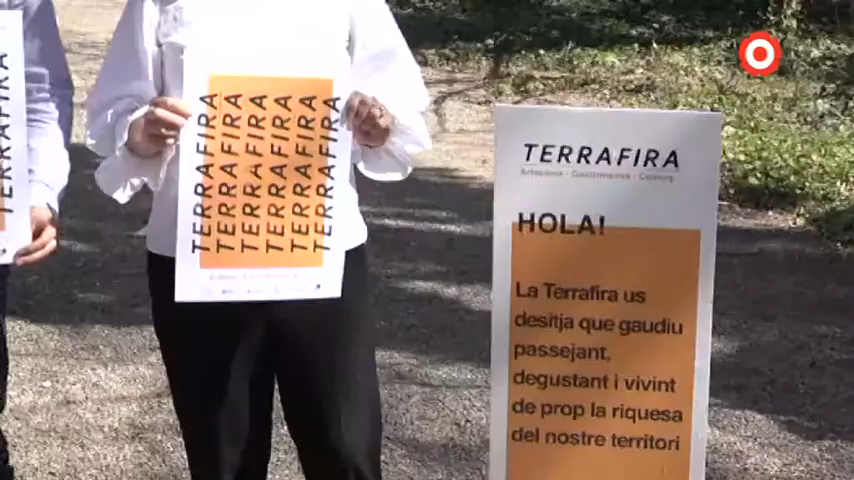 TERRAFIRA
TERRAFIRA
TERRAFIRA
TERRAFIRA
TERRAFIRA
TERRAFIRA
TERRAFIRA
TERRAFIRA
HOLA!
La Terrafira us
desitja que gaudiu
passejant,
degustant i vivint
de prop la riquesa
del nostre territori